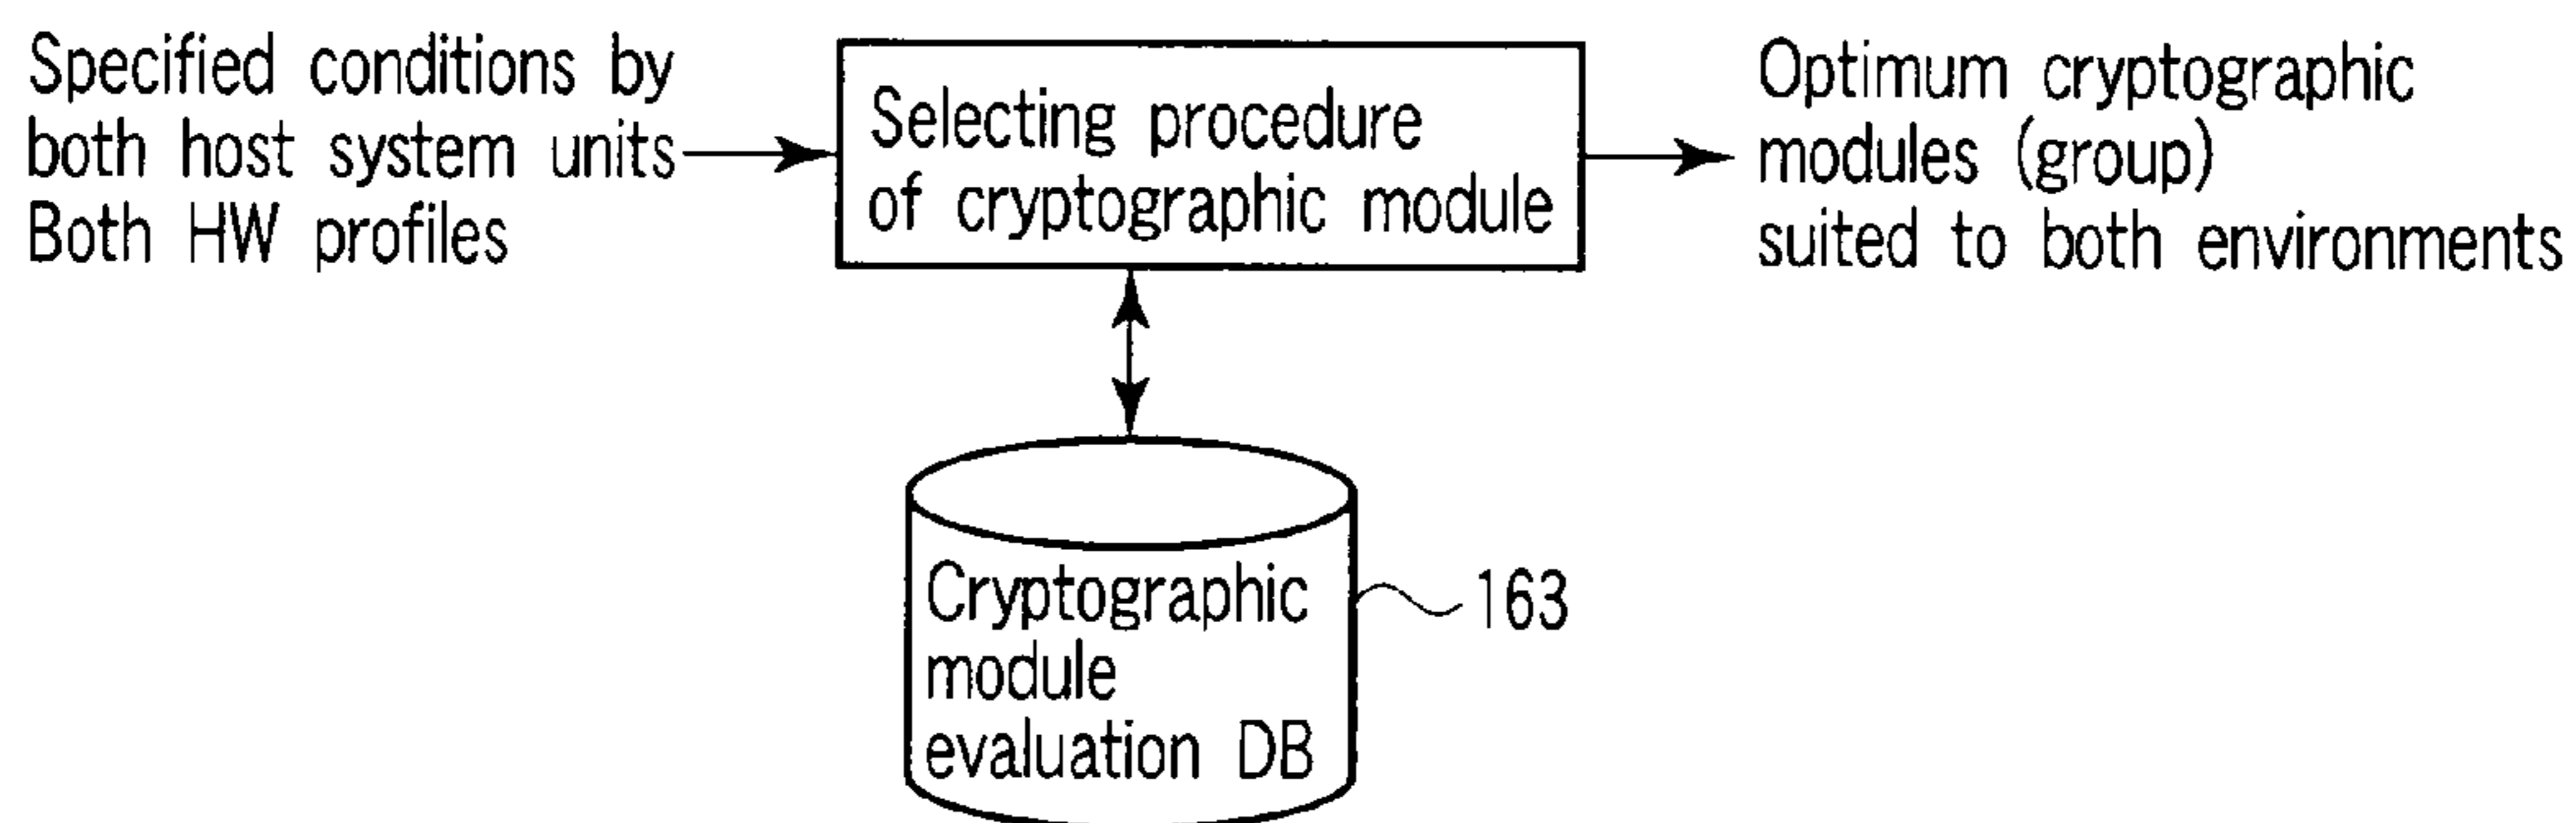 Specified conditions by
both host system units
Both HW profiles
Selecting procedure
of cryptographic module
Optimum cryptographic
modules (group)
suited to both environments
Cryptographic
module
evaluation DB
163